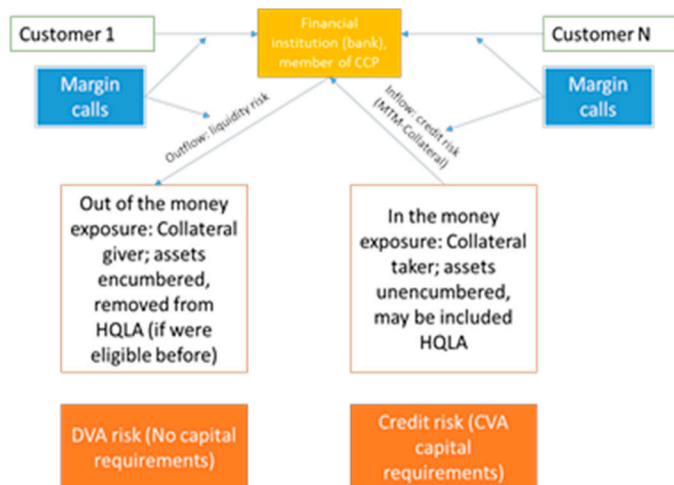 Financial
institution (bank),
member of CCP
Customer 1
Customer N
Margin
calls
Margin
calls
Outflow: liquidity risk
Inflow: credit risk
(MTM-Collateral)
Out of the money
exposure: Collateral
giver; assets
encumbered,
removed from
HQLA (if were
eligible before)
In the money
exposure: Collateral
taker; assets
unencumbered,
may be included
HQLA
DVA risk (No capital
requirements)
Credit risk (CVA
capital
requirements)